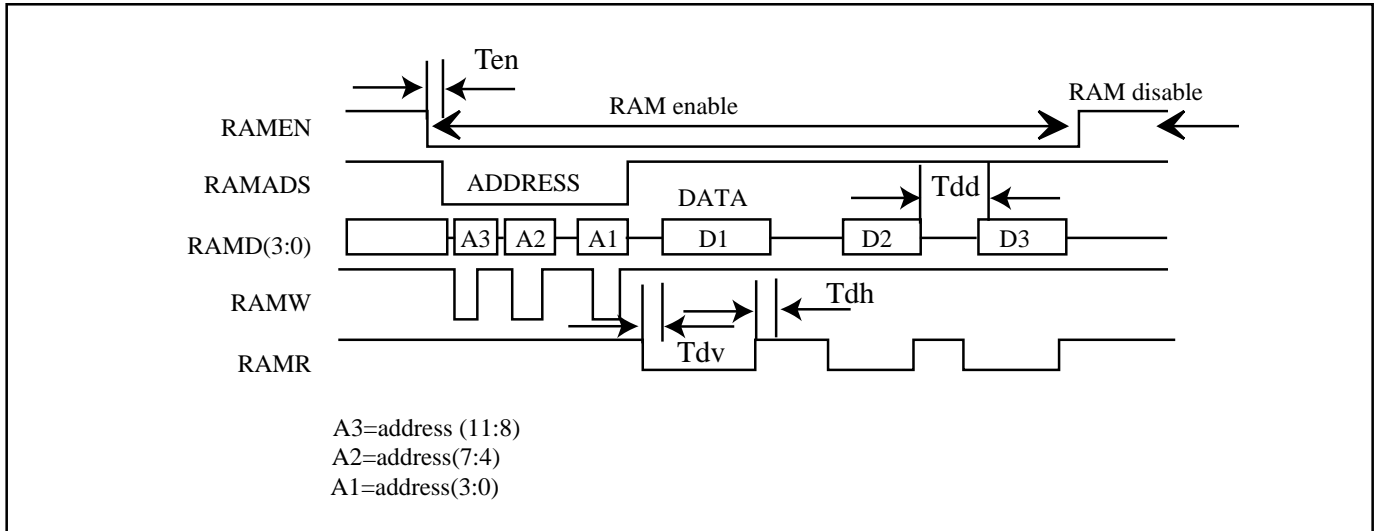 Ten
RAM enable
RAM disable
RAMEN
RAMADS
ADDRESS
DATA
Tdd
RAMD(3:0)
A3
A2
A1
D1
D2
D3
RAMW
Tdh
Tdv
RAMR
A3=address (11:8)
A2=address(7:4)
A1=address(3:0)